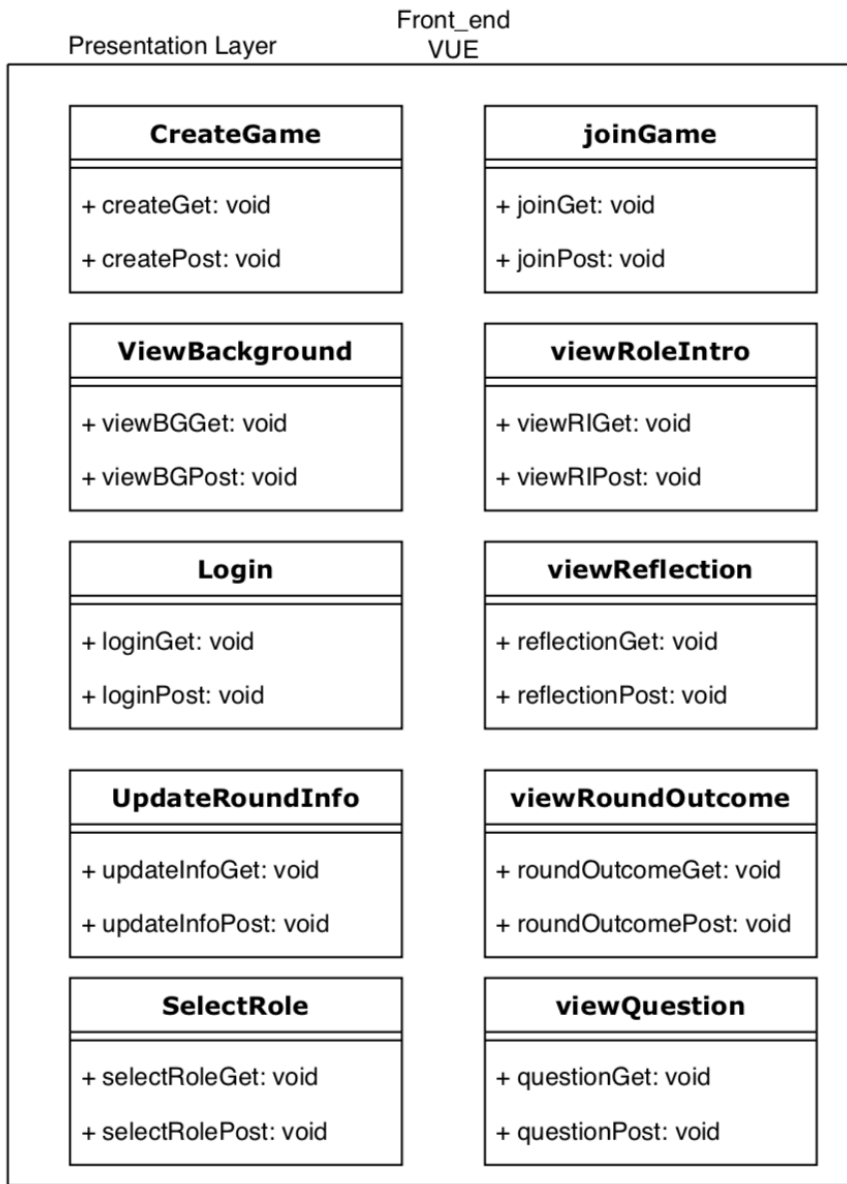 Front_end
Presentation Layer
VUE
CreateGame
+ createGet: void
+ createPost: void
joinGame
+ joinGet: void
+ joinPost: void
ViewBackground
+ viewBGGet: void
+ viewBGPost: void
viewRoleIntro
+ viewRIGet: void
+ viewRIPost: void
Login
+ loginGet: void
+ loginPost: void
viewReflection
+ reflectionGet: void
+ reflectionPost: void
UpdateRoundInfo
+ updateInfoGet: void
+ updateInfoPost: void
viewRoundOutcome
+ roundOutcomeGet: void
+ roundOutcomePost: void
SelectRole
+ selectRoleGet: void
+ selectRolePost: void
viewQuestion
+ questionGet: void
+ questionPost: void